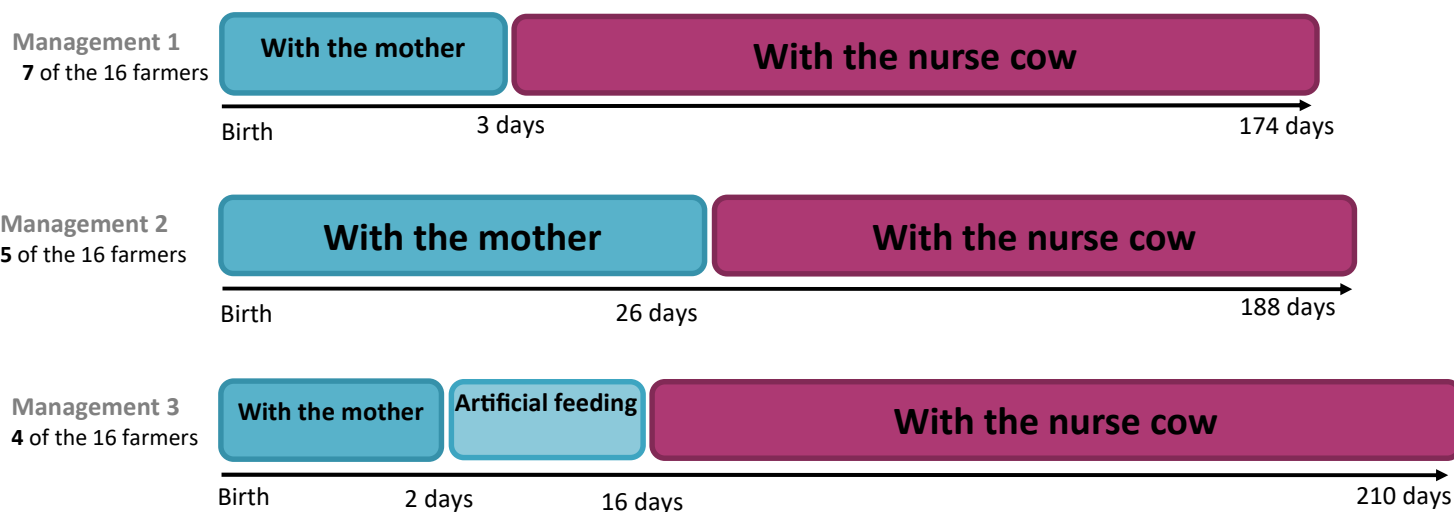 Management 1
7 of the 16 farmers
With the mother
With the nurse cow
Birth
3 days
174 days
Management 2
5 of the 16 farmers
With the mother
With the nurse cow
Birth
26 days
188 days
Management 3
4 of the 16 farmers
With the mother
Artificial feeding
With the nurse cow
Birth
2 days
16 days
210 days